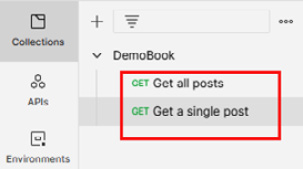 Collections
APIs
Environments
DemoBook
GET Get all posts
GET Get a single post